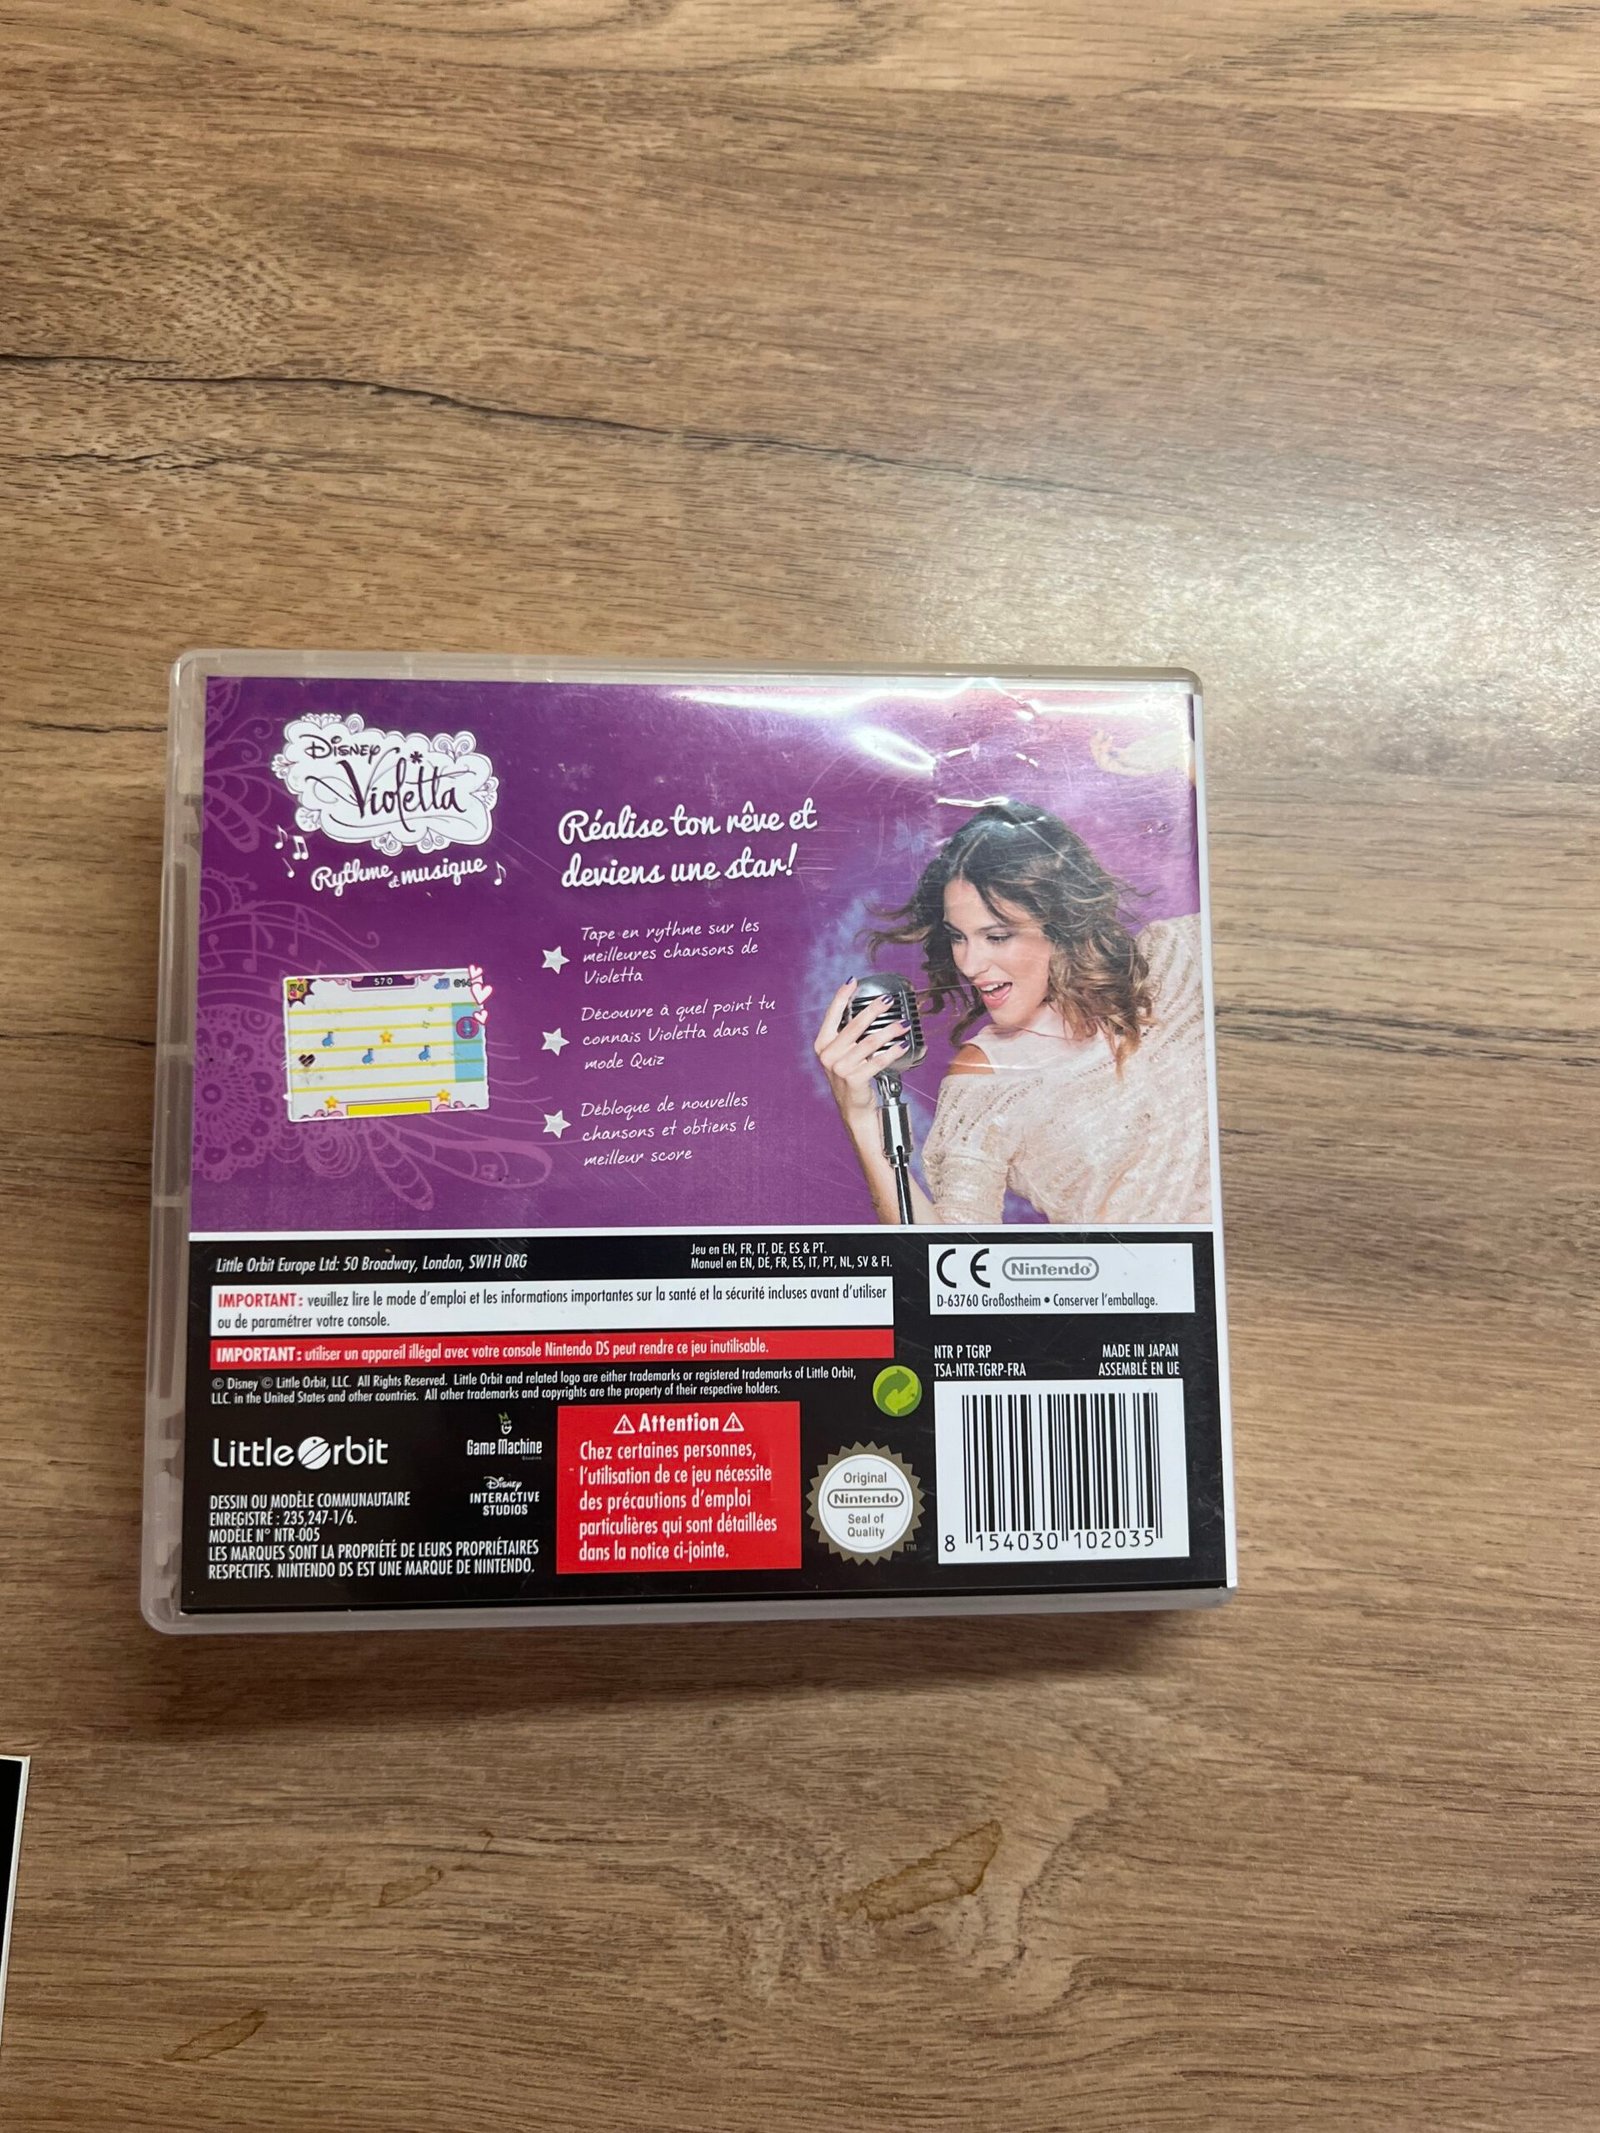 Disney
Violetta
Rythme et musique
Réalise ton rêve et
deviens une star!
Tape en rythme sur les
meilleures chansons de
Violetta
Découvre à quel point tu
connais Violetta dans le
mode Quiz
Débloque de nouvelles
chansons et obtiens le
meilleur score
570
Little Orbit Europe Ltd: 50 Broadway, London, SW1H 0RG
Jeu en EN, FR, IT, DE, ES & PT.
Manuel en EN, DE, FR, ES, IT, PT, NL, SV & FI.
IMPORTANT : veuillez lire le mode d'emploi et les informations importantes sur la santé et la sécurité incluses avant d'utiliser
ou de paramétrer votre console.
IMPORTANT : utiliser un appareil illégal avec votre console Nintendo DS peut rendre ce jeu inutilisable.
© Disney © Little Orbit, LLC. All Rights Reserved. Little Orbit and related logo are either trademarks or registered trademarks of Little Orbit,
LLC. in the United States and other countries. All other trademarks and copyrights are the property of their respective holders.
Little Orbit
Game Machine
Studios
Disney
INTERACTIVE
STUDIOS
DESSIN OU MODÈLE COMMUNAUTAIRE
ENREGISTRÉ : 235,247-1/6.
MODÈLE N° NTR-005
LES MARQUES SONT LA PROPRIÉTÉ DE LEURS PROPRIÉTAIRES
RESPECTIFS. NINTENDO DS EST UNE MARQUE DE NINTENDO.
Attention
Chez certaines personnes,
l'utilisation de ce jeu nécessite
des précautions d'emploi
particulières qui sont détaillées
dans la notice ci-jointe.
Original
Nintendo
Seal of
Quality
TM
CE Nintendo
D-63760 Großostheim • Conserver l'emballage.
NTR P TGRP
TSA-NTR-TGRP-FRA
MADE IN JAPAN
ASSEMBLÉ EN UE
8 154030 102035